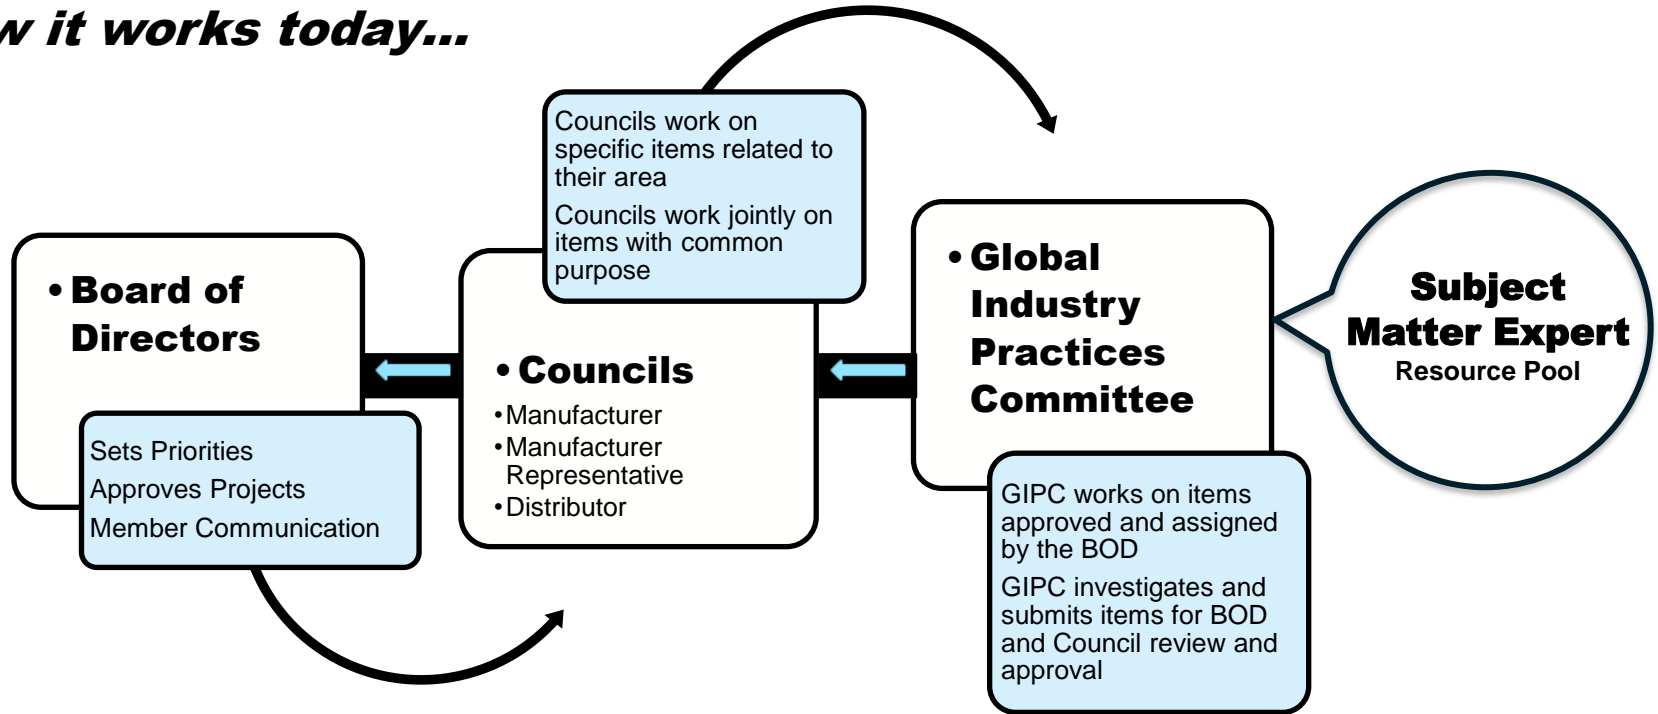 w it works today...
• Board of
Directors
Sets Priorities
Approves Projects
Member Communication
Councils work on
specific items related to
their area
Councils work jointly on
items with common
purpose
• Councils
•Manufacturer
•Manufacturer
Representative
•Distributor
• Global
Industry
Practices
Committee
GIPC works on items
approved and assigned
by the BOD
GIPC investigates and
submits items for BOD
and Council review and
approval
Subject
Matter Expert
Resource Pool